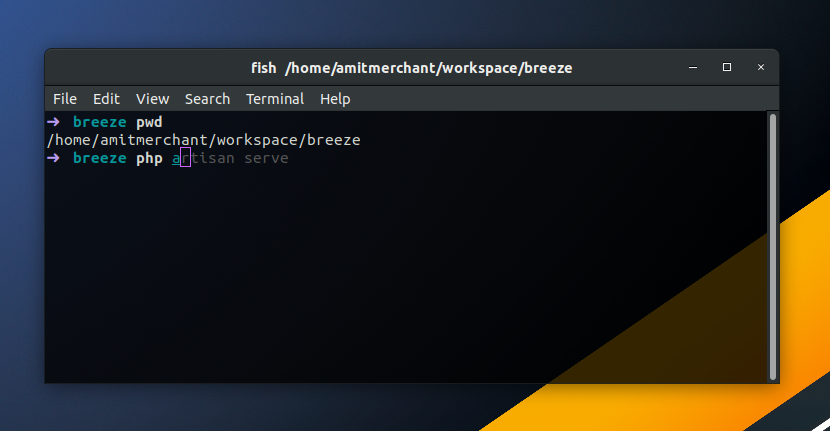 fish /home/amitmerchant/workspace/breeze
File Edit View Search Terminal Help
➜ breeze pwd
/home/amitmerchant/workspace/breeze
➜ breeze php artisan serve